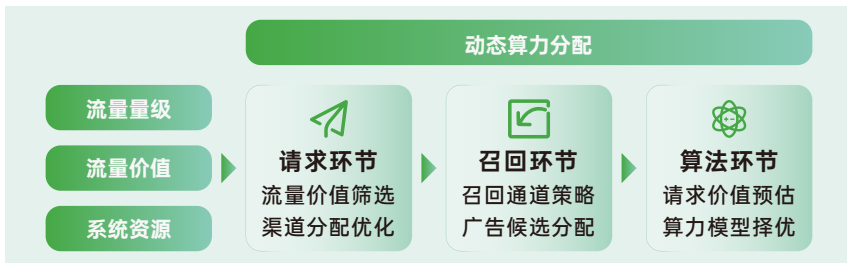 动态算力分配
流量量级
流量价值
系统资源
请求环节
流量价值筛选
渠道分配优化
召回环节
召回通道策略
广告候选分配
算法环节
请求价值预估
算力模型择优